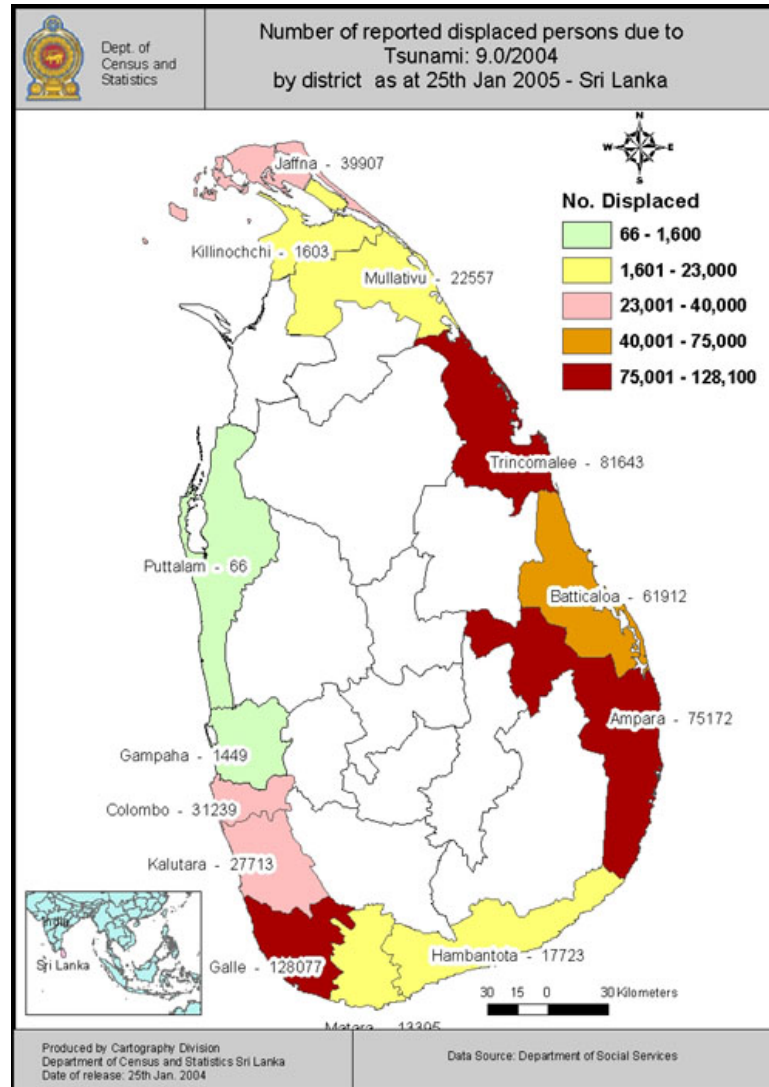 Dept. of
Census and
Statistics
Number of reported displaced persons due to
Tsunami: 9.0/2004
by district as at 25th Jan 2005 - Sri Lanka
N
W E
S
No. Displaced
66 - 1,600
1,601 - 23,000
23,001 - 40,000
40,001 - 75,000
75,001 - 128,100
Jaffna - 39907
Killinochchi - 1603
Mullativu - 22557
Trincomalee - 81643
Puttalam - 66
Batticaloa - 61912
Ampara - 75172
Gampaha - 1449
Colombo - 31239
Kalutara - 27713
Galle - 128077
Hambantota - 17723
Matara - 13395
India
Sri Lanka
30 15 0 30 Kilometers
Produced by Cartography Division
Department of Census and Statistics Sri Lanka
Date of release: 25th Jan. 2004
Data Source: Department of Social Services